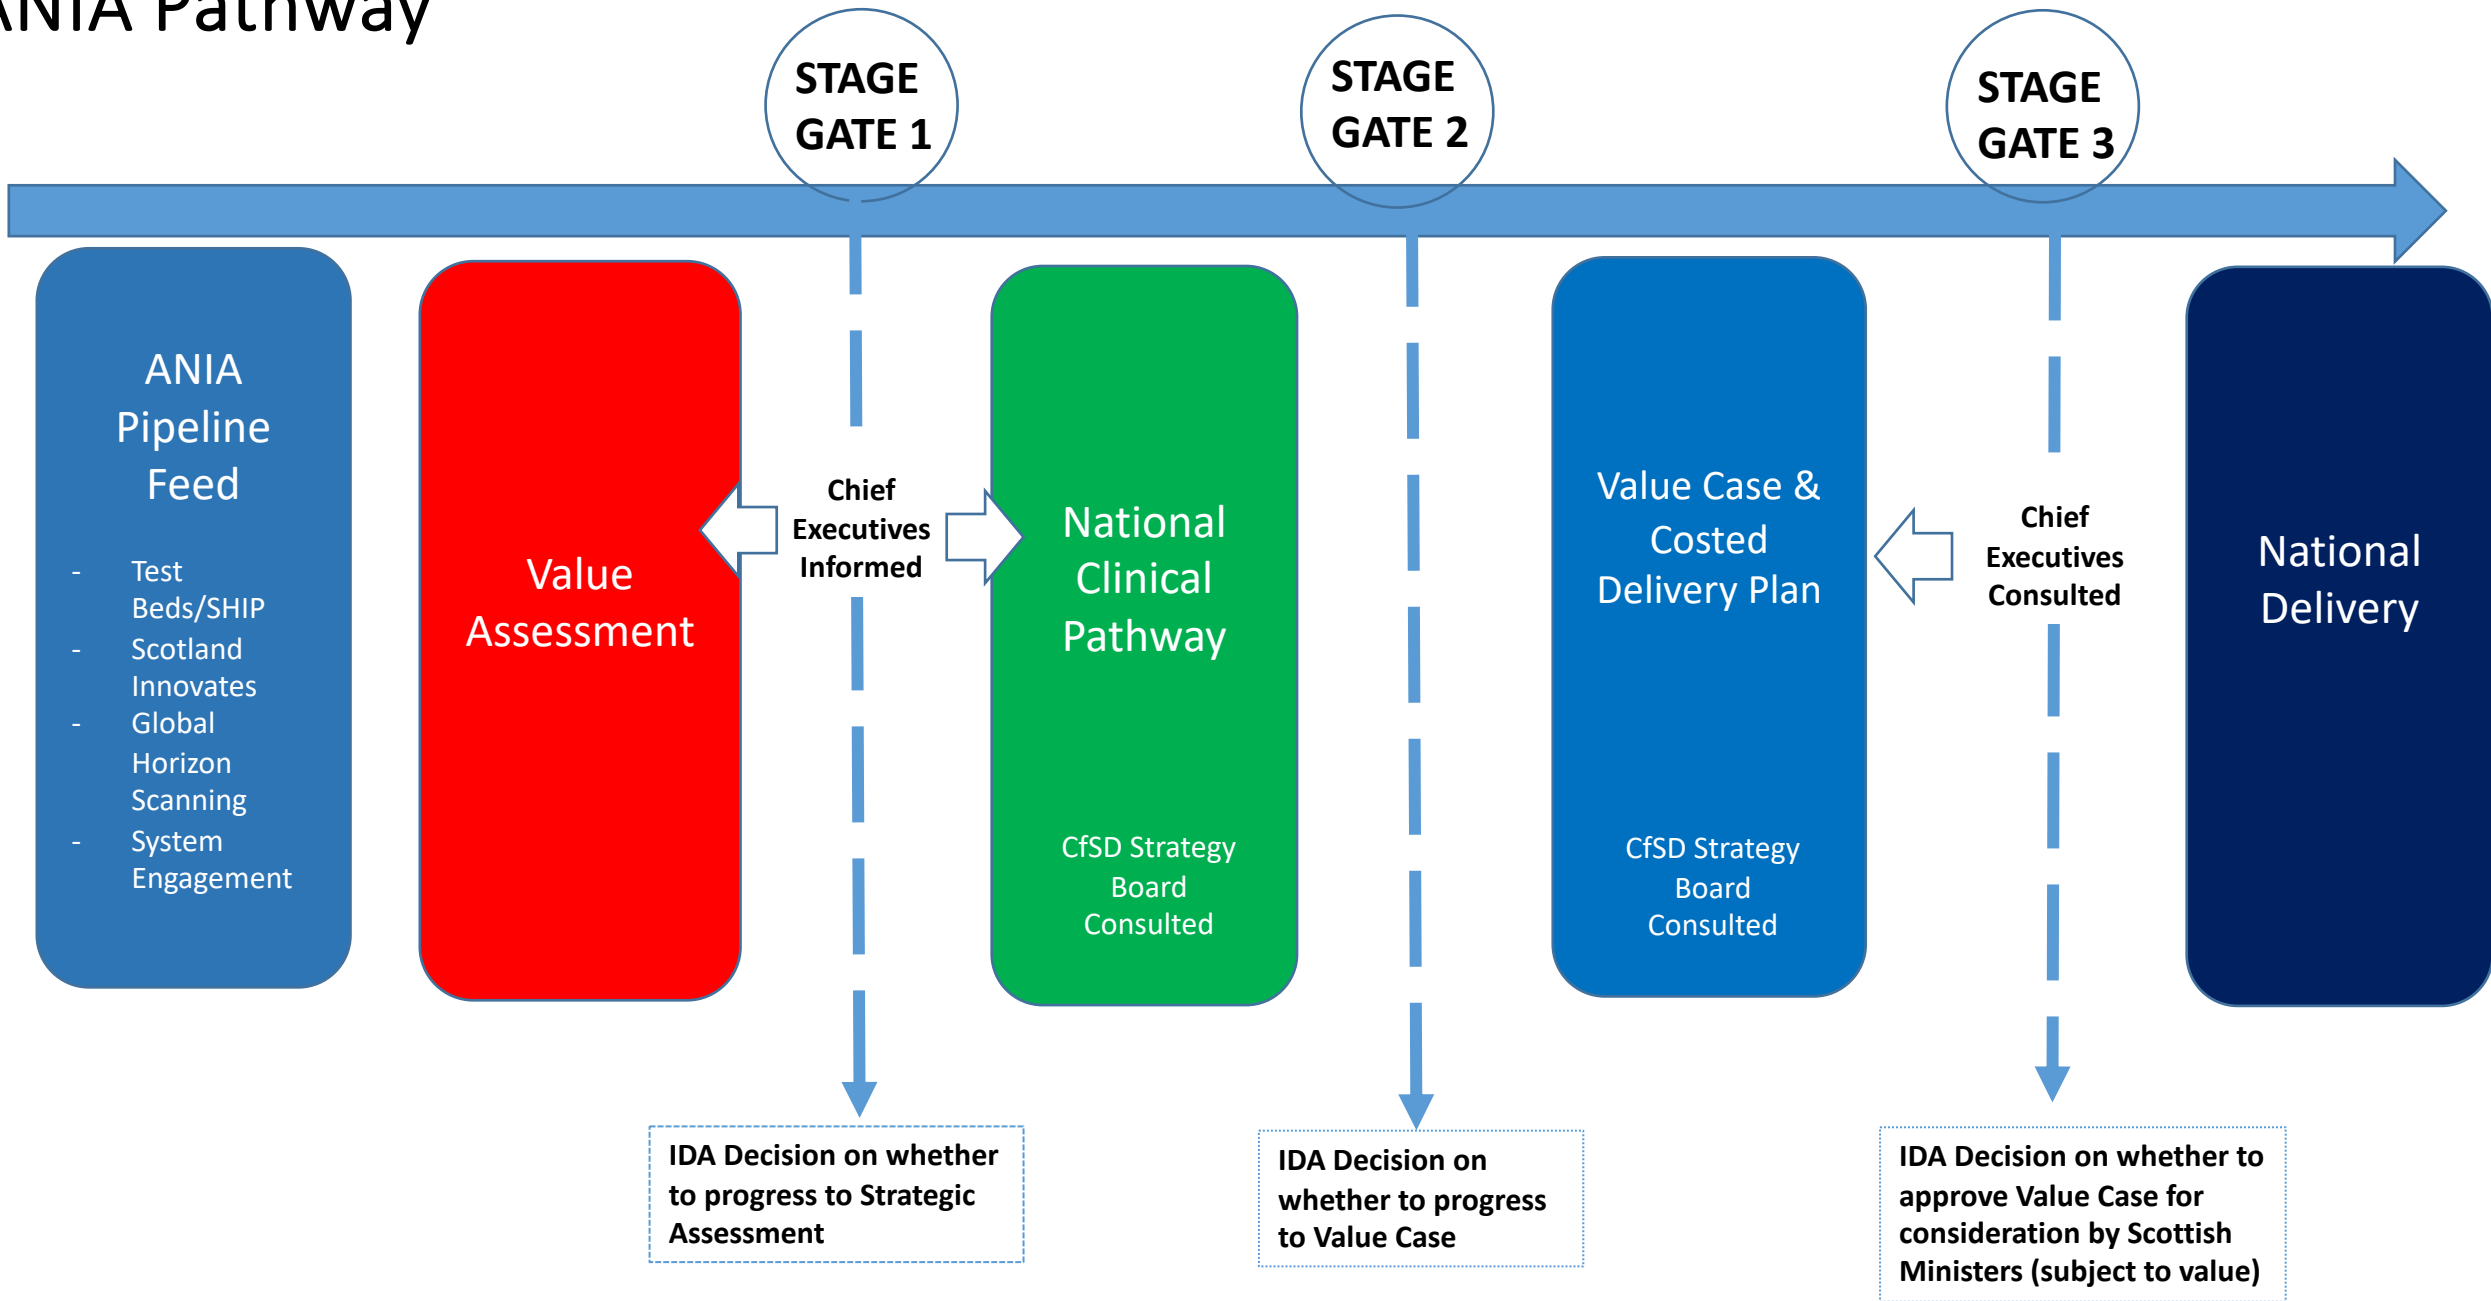 ANIA Pathway
STAGE
GATE 1
STAGE
GATE 2
STAGE
GATE 3
ANIA
Pipeline
Feed
- Test
Beds/SHIP
- Scotland
Innovates
- Global
Horizon
Scanning
- System
Engagement
Value
Assessment
Chief
Executives
Informed
National
Clinical
Pathway
CfSD Strategy
Board
Consulted
Value Case &
Costed
Delivery Plan
CfSD Strategy
Board
Consulted
Chief
Executives
Consulted
National
Delivery
IDA Decision on whether
to progress to Strategic
Assessment
IDA Decision on
whether to progress
to Value Case
IDA Decision on whether to
approve Value Case for
consideration by Scottish
Ministers (subject to value)